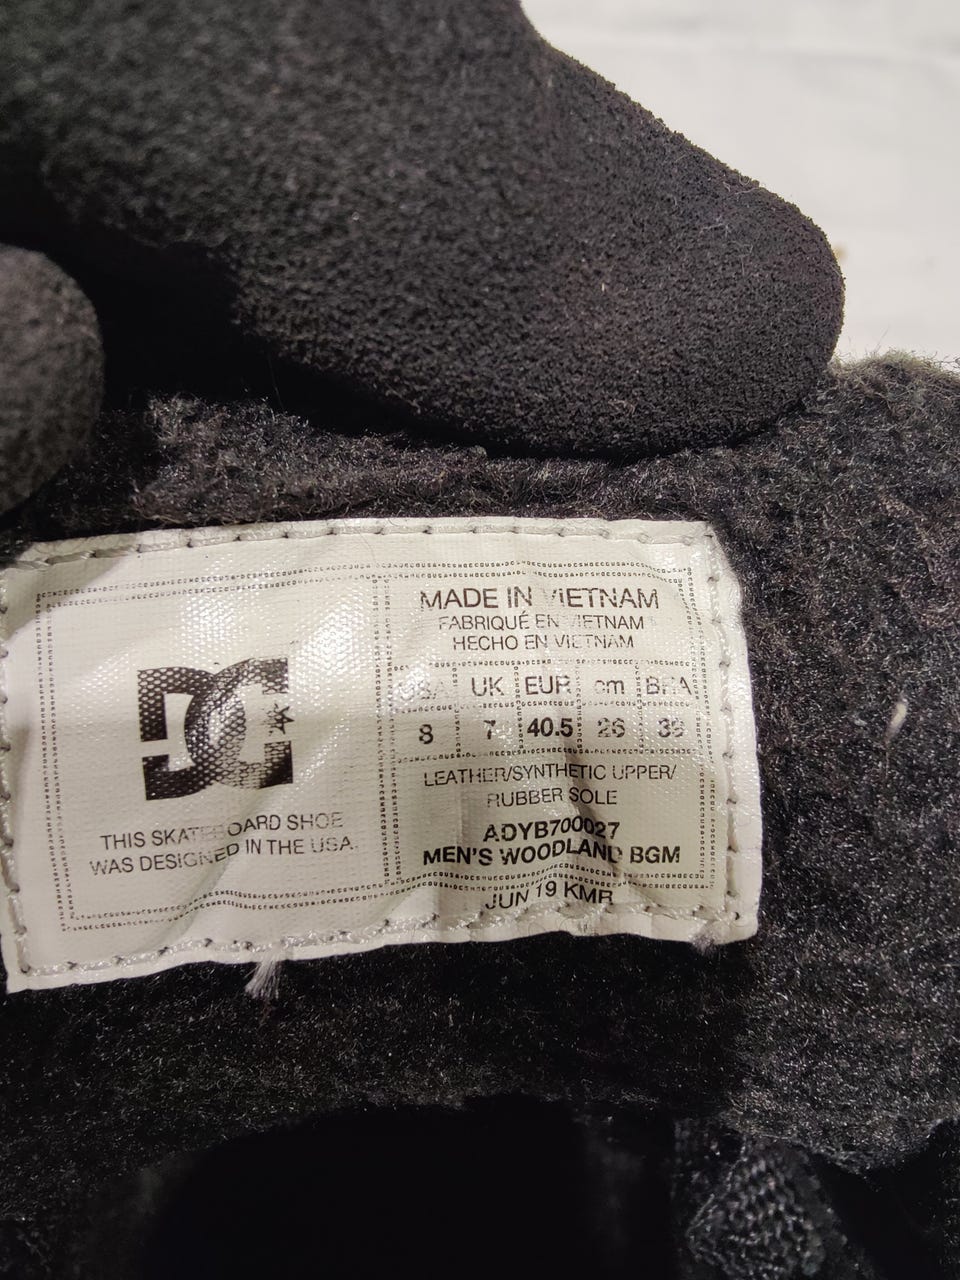 DC
THIS SKATEBOARD SHOE
WAS DESIGNED IN THE USA.
MADE IN VIETNAM
FABRIQUÉ EN VIETNAM
HECHO EN VIETNAM
USA UK EUR cm BRA
8 7 40.5 26
LEATHER/SYNTHETIC UPPER/
RUBBER SOLE
ADYB700027
MEN'S WOODLAND BGM
JUN 19 KMR